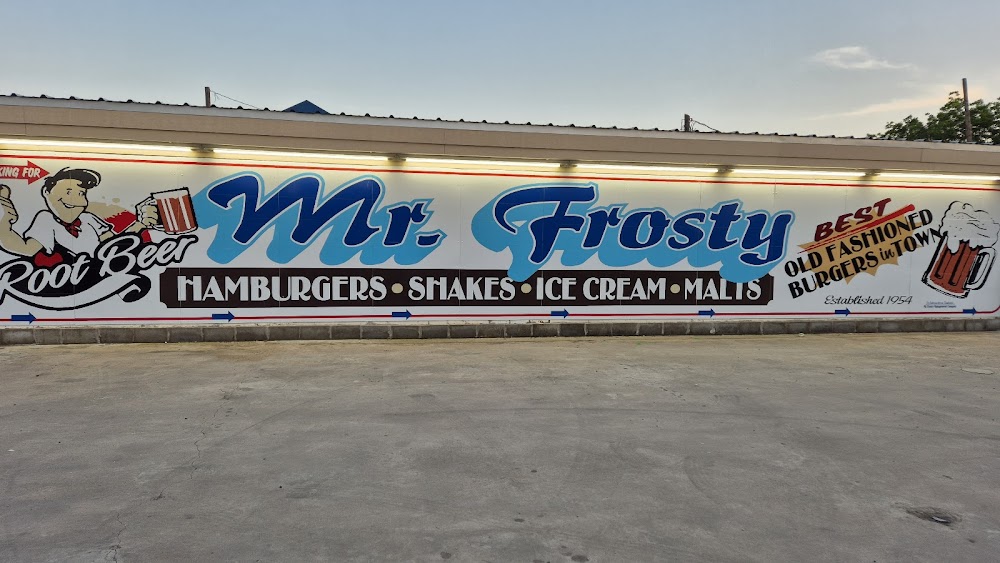 KING FOR
Root Beer
Mr. Frosty
HAMBURGERS • SHAKES • ICE CREAM • MALTS
BEST
OLD FASHIONED
BURGERS in TOWN
Established 1954